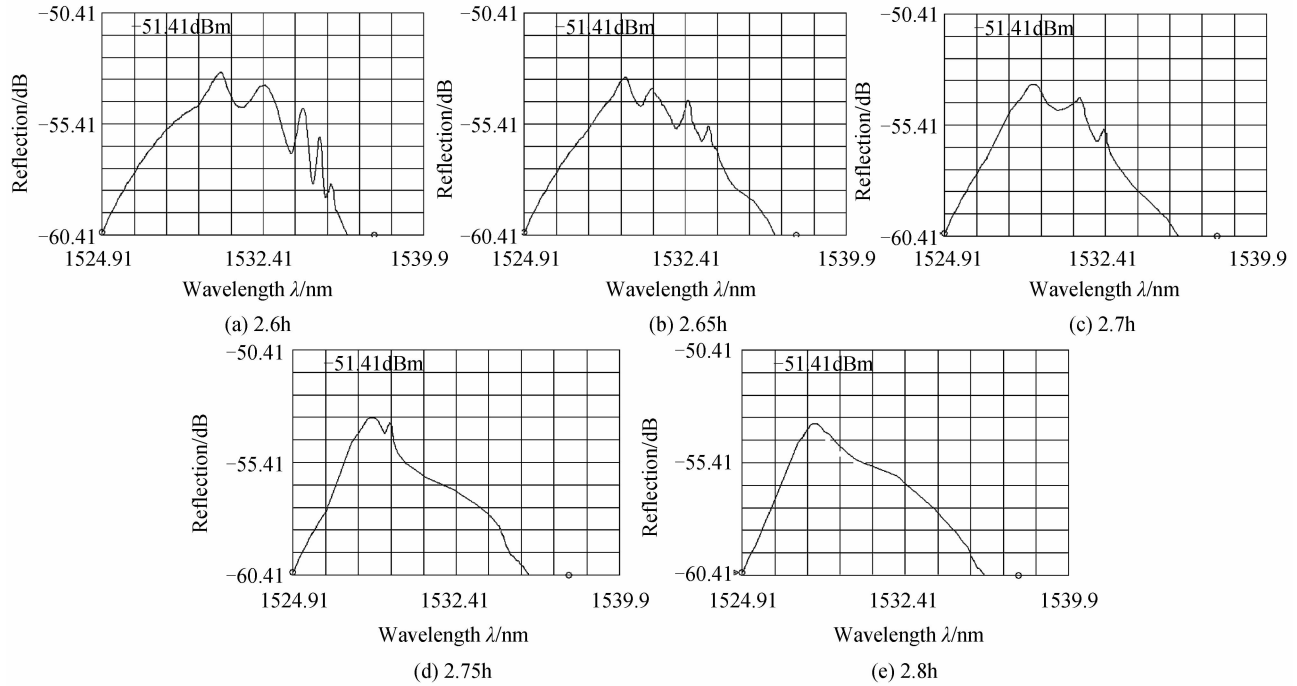 −50.41
−51.41dBm
−55.41
−60.41
Reflection/dB
1524.91 1532.41 1539.9
Wavelength λ/nm
(a) 2.6h
−50.41
−51.41dBm
−55.41
−60.41
Reflection/dB
1524.91 1532.41 1539.9
Wavelength λ/nm
(b) 2.65h
−50.41
−51.41dBm
−55.41
−60.41
Reflection/dB
1524.91 1532.41 1539.9
Wavelength λ/nm
(c) 2.7h
−50.41
−51.41dBm
−55.41
−60.41
Reflection/dB
1524.91 1532.41 1539.9
Wavelength λ/nm
(d) 2.75h
−50.41
−51.41dBm
−55.41
−60.41
Reflection/dB
1524.91 1532.41 1539.9
Wavelength λ/nm
(e) 2.8h